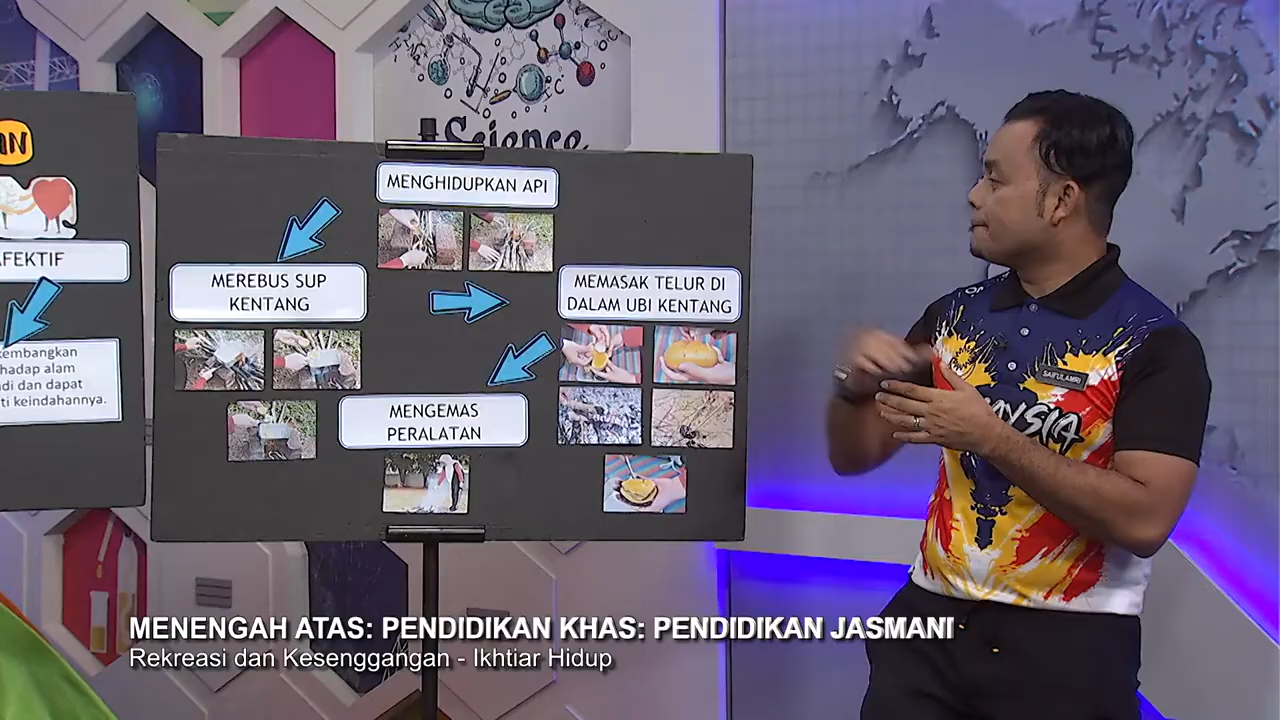 Science
AN
AFEKTIF
kembangkan
hadap alam
di dan dapat
ti keindahannya.
MENGHIDUPKAN API
MEREBUS SUP
KENTANG
MEMASAK TELUR DI
DALAM UBI KENTANG
MENGEMAS
PERALATAN
SAIFULAMRI
MENENGAH ATAS: PENDIDIKAN KHAS: PENDIDIKAN JASMANI
Rekreasi dan Kesenggangan - Ikhtiar Hidup